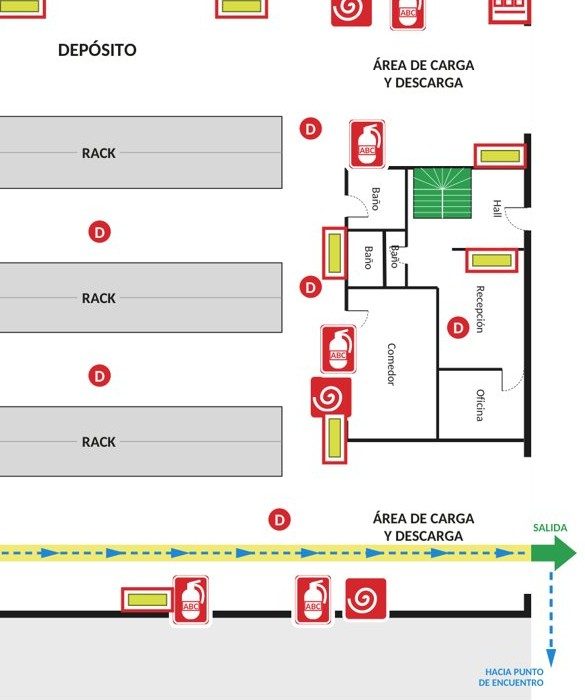 ABC
DEPÓSITO
ÁREA DE CARGA
Y DESCARGA
D
ABC
RACK
Baño
Hall
D
Baño
Baño
RACK
D
Recepción
D
ABC
Comedor
D
Oficina
RACK
D
ÁREA DE CARGA
Y DESCARGA
SALIDA
ABC
ABC
HACIA PUNTO
DE ENCUENTRO